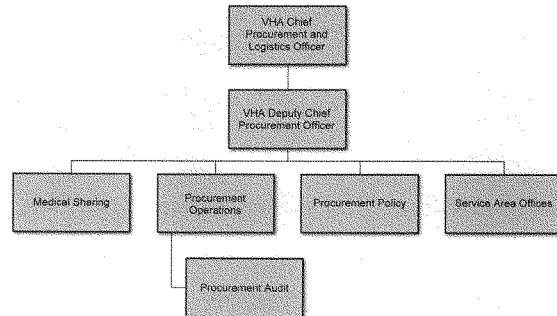 VHA Chief
Procurement and
Logistics Officer
VHA Deputy Chief
Procurement Officer
Medical Sharing
Procurement
Operations
Procurement Policy
Service Area Offices
Procurement Audit